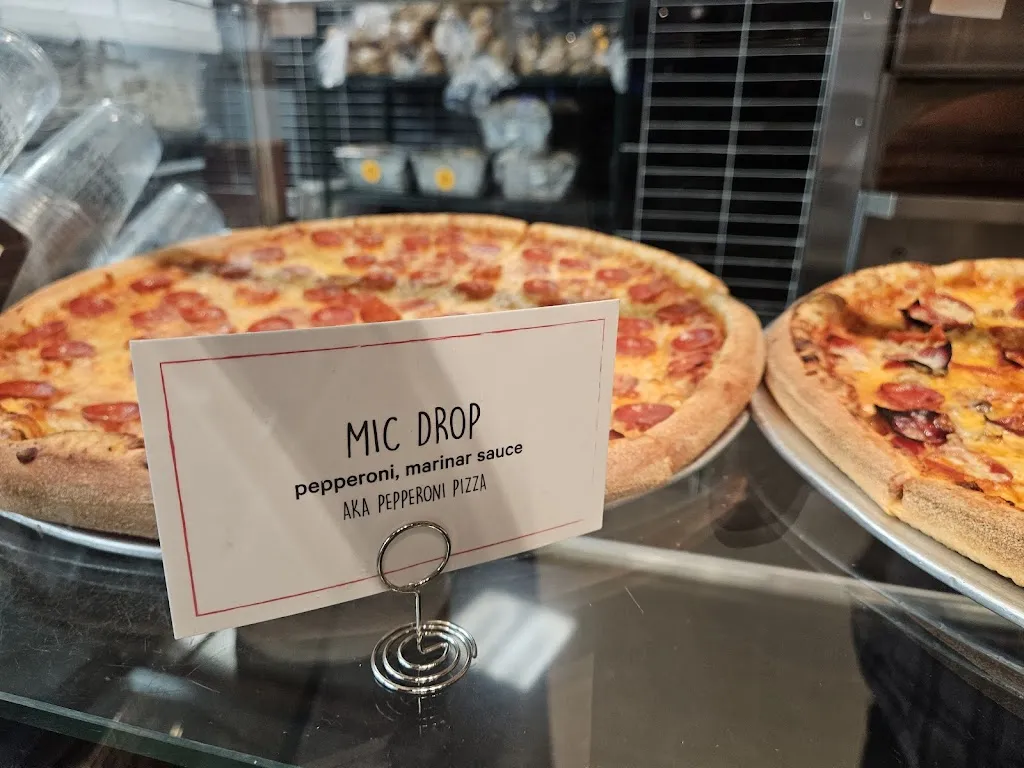 MIC DROP
pepperoni, marinar sauce
AKA PEPPERONI PIZZA